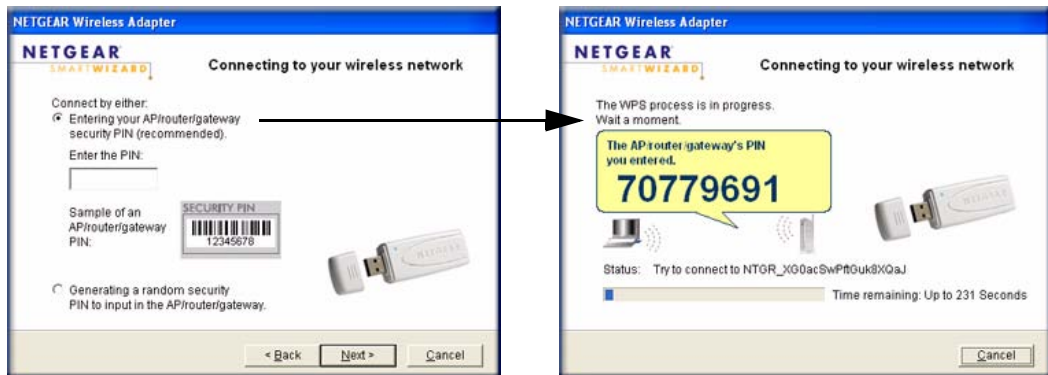 NETGEAR Wireless Adapter
NETGEAR
SMARTWIZARD
Connecting to your wireless network
Connect by either:
Entering your AP/router/gateway
security PIN (recommended).
Enter the PIN:
Sample of an
AP/router/gateway
PIN:
SECURITY PIN
12345678
NETGEAR
Generating a random security
PIN to input in the AP/router/gateway.
< Back
Next >
Cancel
NETGEAR Wireless Adapter
NETGEAR
SMARTWIZARD
Connecting to your wireless network
The WPS process is in progress.
Wait a moment.
The AP/router/gateway's PIN
you entered.
70779691
NETGEAR
Status: Try to connect to NTGR_XG0acSwPftGuk8XQaJ
Time remaining: Up to 231 Seconds
Cancel